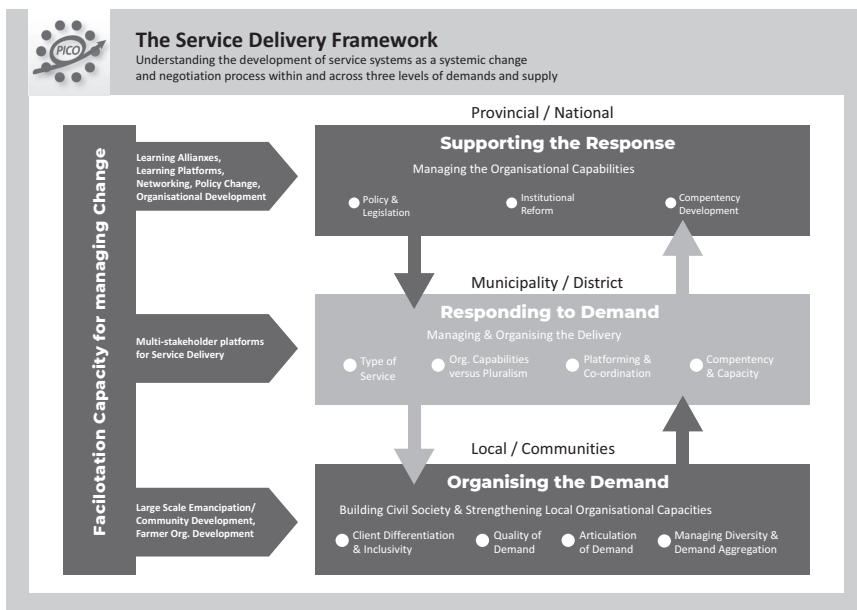 PICO
The Service Delivery Framework
Understanding the development of service systems as a systemic change
and negotiation process within and across three levels of demands and supply
Facilotation Capacity for managing Change
Learning Allianxes,
Learning Platforms,
Networking, Policy Change,
Organisational Development
Provincial / National
Supporting the Response
Managing the Organisational Capabilities
Policy &
Legislation
Institutional
Reform
Compentency
Development
Multi-stakeholder platforms
for Service Delivery
Municipality / District
Responding to Demand
Managing & Organising the Delivery
Type of
Service
Org. Capabilities
versus Pluralism
Platforming &
Co-ordination
Competency
& Capacity
Large Scale Emancipation/
Community Development,
Farmer Org. Development
Local / Communities
Organising the Demand
Building Civil Society & Strengthening Local Organisational Capacities
Client Differentiation
& Inclusivity
Quality of
Demand
Articulation
of Demand
Managing Diversity &
Demand Aggregation